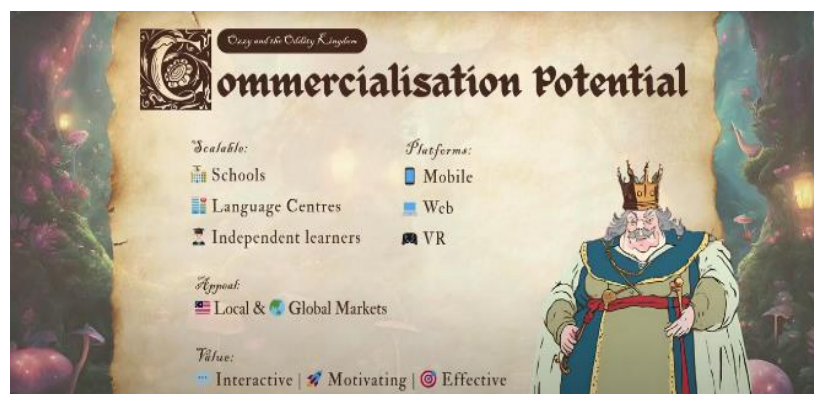 Ozzy and the Oddity Kingdom
Commercialisation Potential
Scalable:
Schools
Language Centres
Independent learners
Platforms:
Mobile
Web
VR
Appeal:
Local & Global Markets
Value:
Interactive | Motivating | Effective